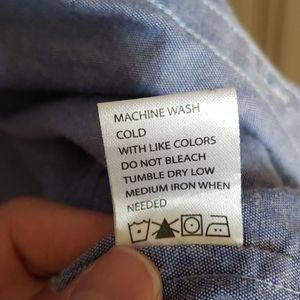 MACHINE WASH
COLD
WITH LIKE COLORS
DO NOT BLEACH
TUMBLE DRY LOW
MEDIUM IRON WHEN
NEEDED